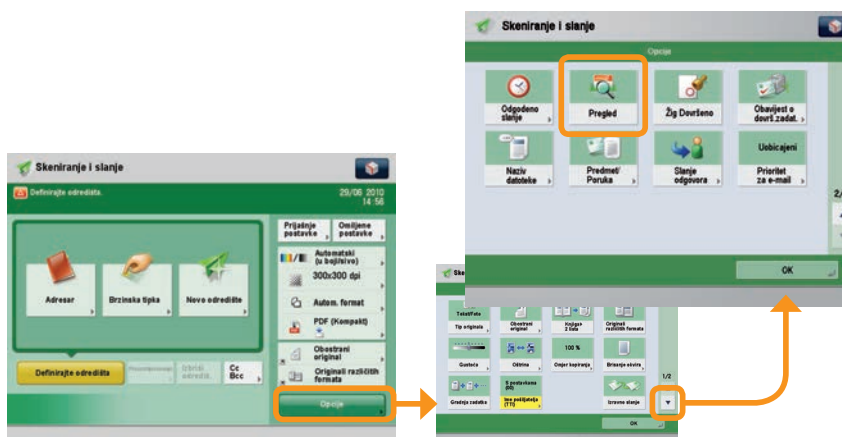 Skeniranje i slanje
Definirajte odredišta.
29/06 2010
14:56
Prijašnje
postavke
Omiljene
postavke
Automatski
(u boji/sivo)
300x300 dpi
Autom. format
PDF (Kompakt)
Obostrani
original
Originali različitih
formata
Opcije
Adresar
Brzinska tipka
Novo odredište
Definirajte odredišta
Cc
Bcc
Ske
Tekst/Foto
Tip originala
Obostrani
original
Knjiga>
2 lista
Originali
različitih formata
Gustoća
Oštrina
100 %
Omjer kopiranja
Brisanje okvira
Gradnja zadatka
Ime pošiljatelja
(TTI)
Izravno slanje
1/2
OK
Skeniranje i slanje
Opcije
Odgođeno
slanje
Pregled
Žig Dovršeno
Obavijest o
dovrš.zadat.
Naziv
datoteke
Predmet/
Poruka
Slanje
odgovora
Uobičajeni
Prioritet
za e-mail
2/
OK